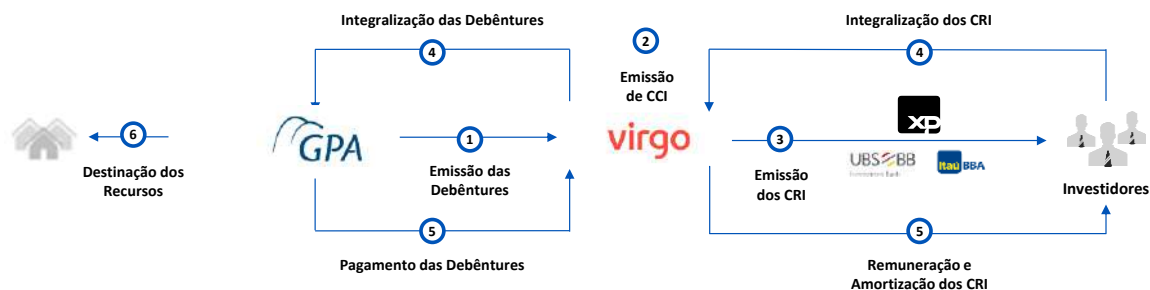 Integralização das Debêntures
Integralização dos CRI
4
2
4
Emissão
de CCI
6
GPA
1
virgo
xp
3
UBS BB
Investment Bank
Itaú BBA
Destinação dos
Recursos
Emissão das
Debêntures
Emissão
dos CRI
Investidores
5
5
Pagamento das Debêntures
Remuneração e
Amortização dos CRI